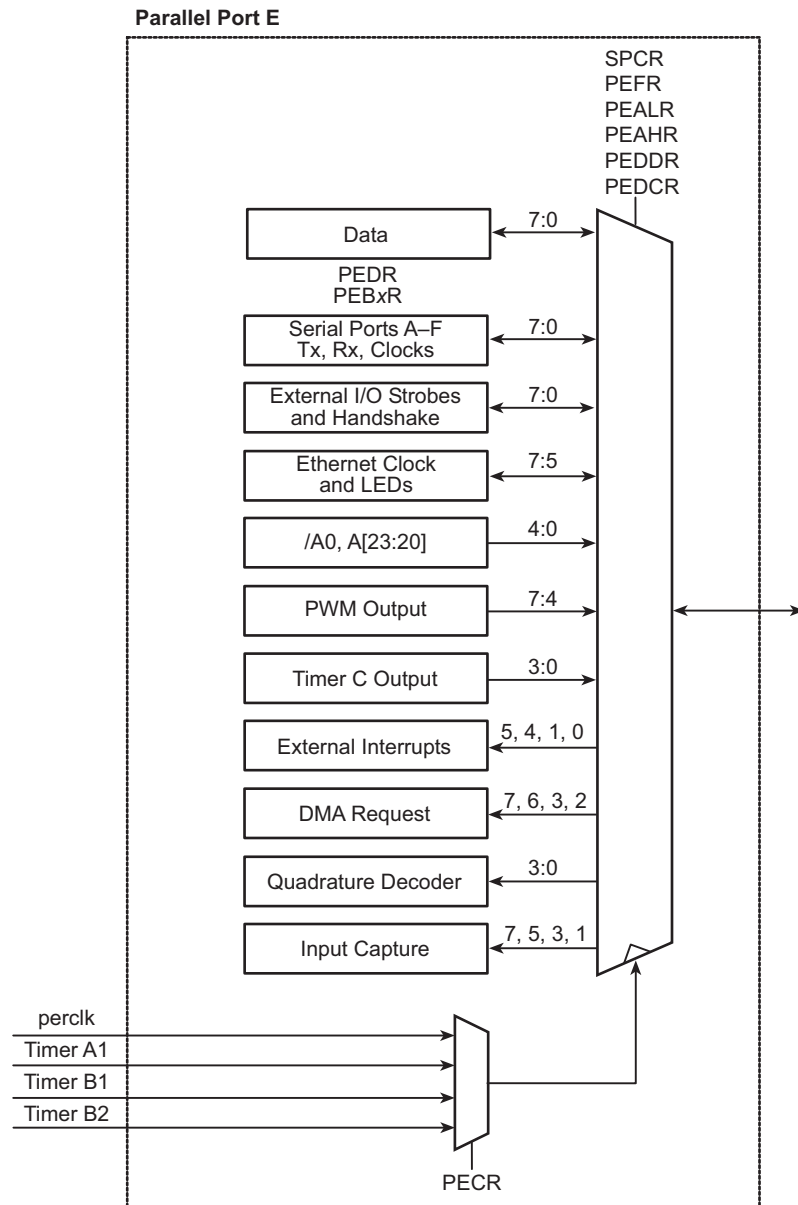 Parallel Port E
SPCR
PEFR
PEALR
PEAHR
PEDDR
PEDCR
Data
7:0
PEDR
PEBxR
Serial Ports A–F
Tx, Rx, Clocks
7:0
External I/O Strobes
and Handshake
7:0
Ethernet Clock
and LEDs
7:5
/A0, A[23:20]
4:0
PWM Output
7:4
Timer C Output
3:0
External Interrupts
5, 4, 1, 0
DMA Request
7, 6, 3, 2
Quadrature Decoder
3:0
Input Capture
7, 5, 3, 1
perclk
Timer A1
Timer B1
Timer B2
PECR